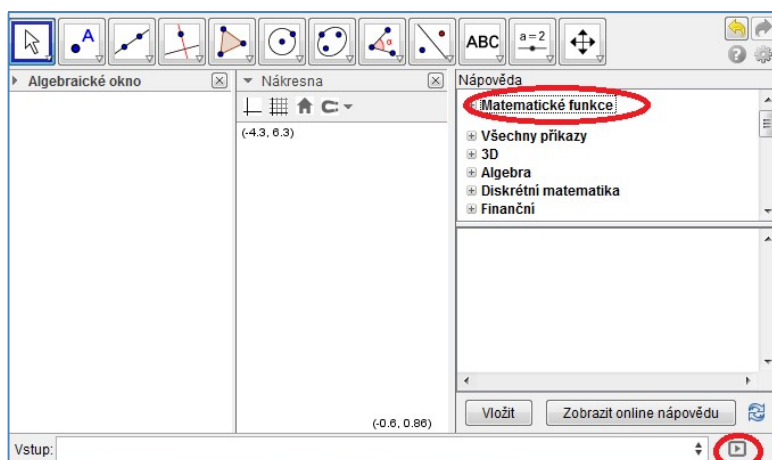 A
α
ABC
a=2
Algebraické okno
Nákresna
Nápověda
Matematické funkce
(-4.3, 6.3)
Všechny příkazy
3D
Algebra
Diskrétní matematika
Finanční
(-0.6, 0.86)
Vložit
Zobrazit online nápovědu
Vstup: